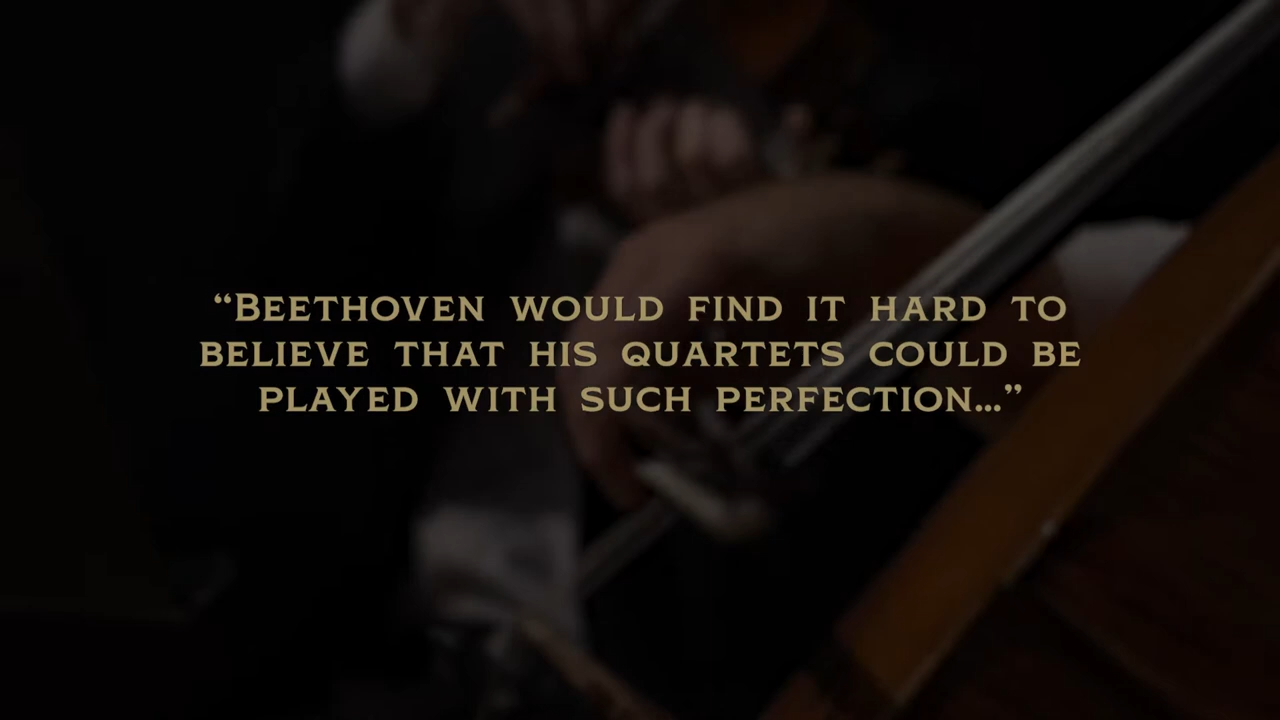 “Beethoven would find it hard to
believe that his quartets could be
played with such perfection...”